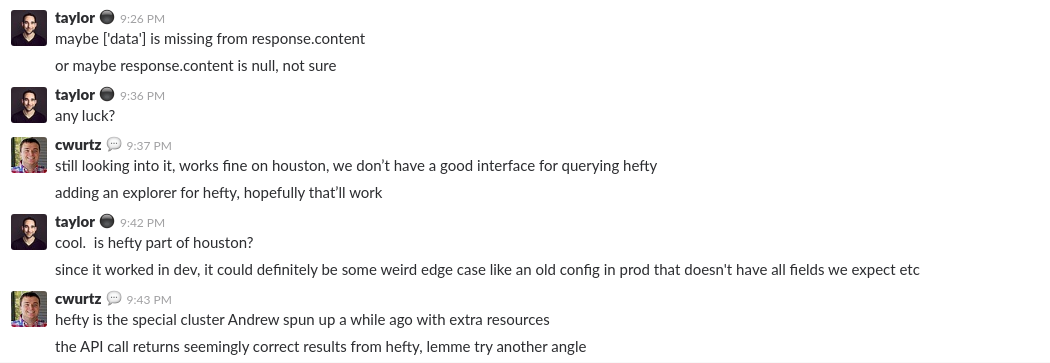 taylor 9:26 PM
maybe ['data'] is missing from response.content
or maybe response.content is null, not sure
taylor 9:36 PM
any luck?
cwurtz 9:37 PM
still looking into it, works fine on houston, we don’t have a good interface for querying hefty
adding an explorer for hefty, hopefully that’ll work
taylor 9:42 PM
cool.  is hefty part of houston?
since it worked in dev, it could definitely be some weird edge case like an old config in prod that doesn't have all fields we expect etc
cwurtz 9:43 PM
hefty is the special cluster Andrew spun up a while ago with extra resources
the API call returns seemingly correct results from hefty, lemme try another angle